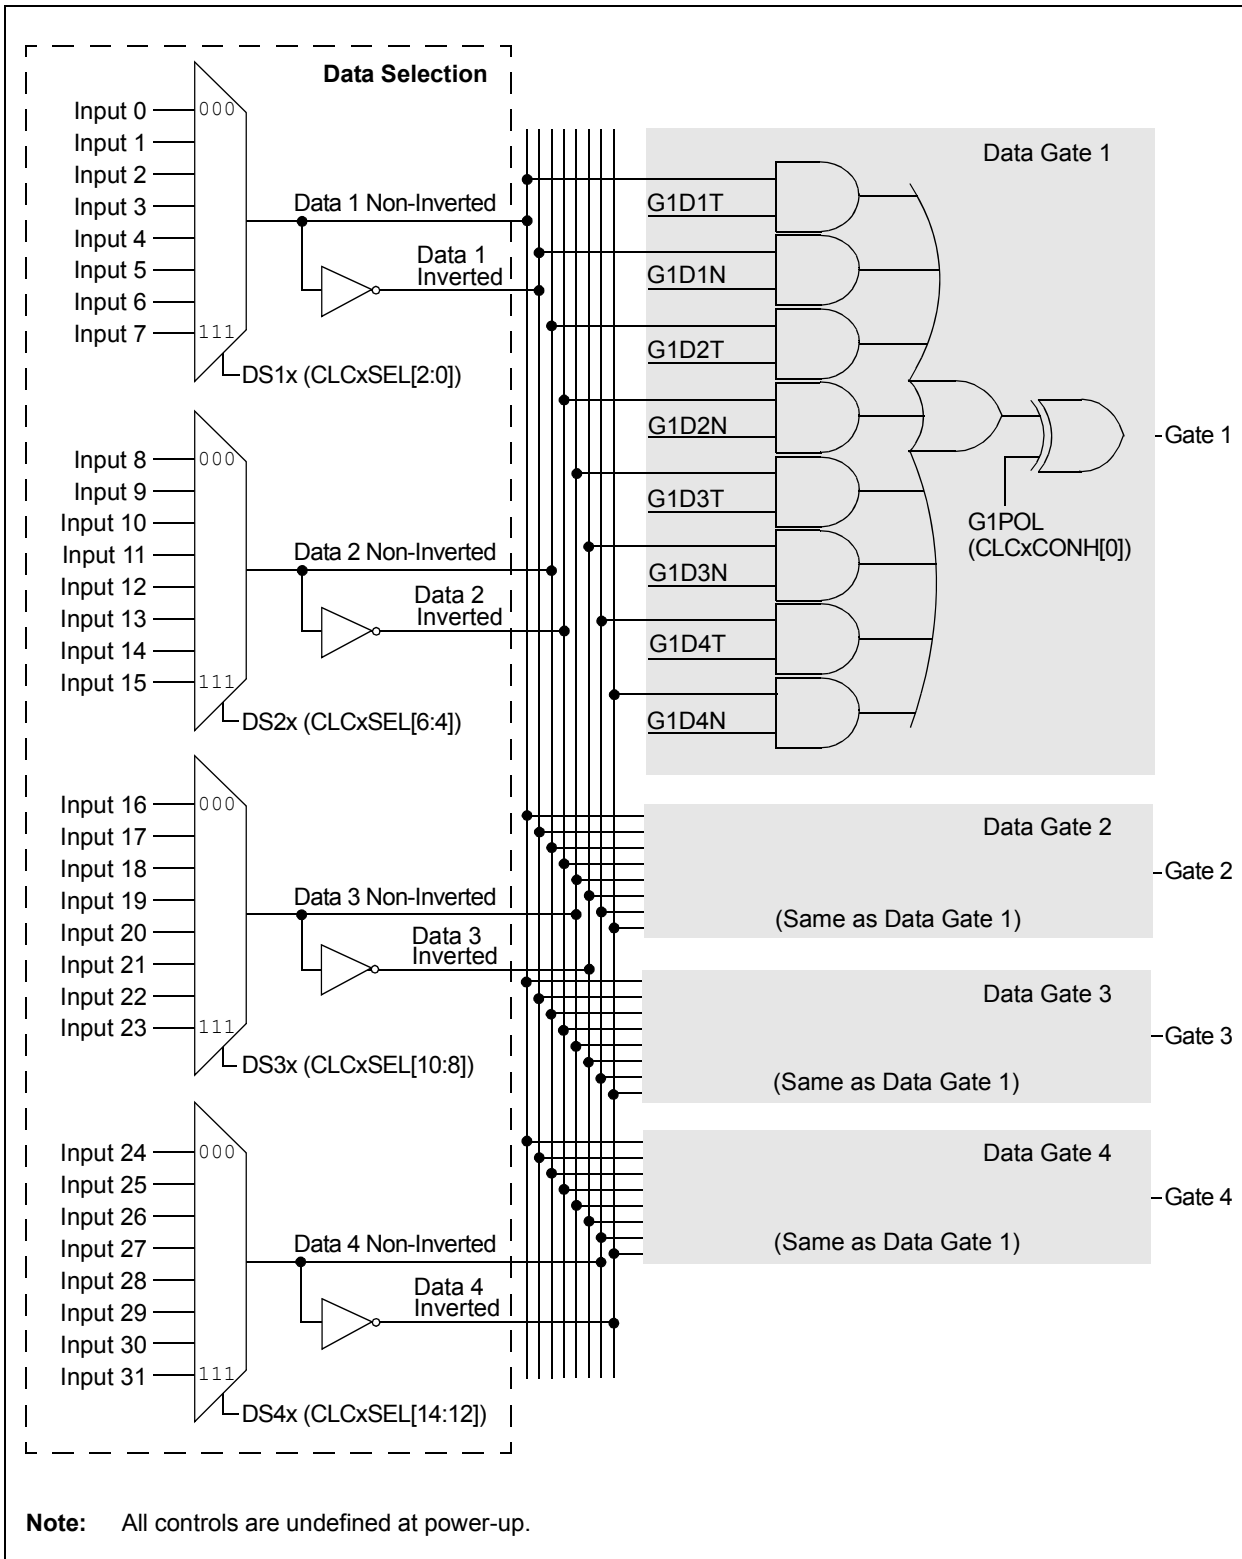 Data Selection
Input 0
000
Input 1
Input 2
Input 3
Input 4
Input 5
Input 6
Input 7
111
Data 1 Non-Inverted
Data 1
Inverted
DS1x (CLCxSEL[2:0])
Input 8
000
Input 9
Input 10
Input 11
Input 12
Input 13
Input 14
Input 15
111
Data 2 Non-Inverted
Data 2
Inverted
DS2x (CLCxSEL[6:4])
Input 16
000
Input 17
Input 18
Input 19
Input 20
Input 21
Input 22
Input 23
111
Data 3 Non-Inverted
Data 3
Inverted
DS3x (CLCxSEL[10:8])
Input 24
000
Input 25
Input 26
Input 27
Input 28
Input 29
Input 30
Input 31
111
Data 4 Non-Inverted
Data 4
Inverted
DS4x (CLCxSEL[14:12])
Data Gate 1
G1D1T
G1D1N
G1D2T
G1D2N
G1D3T
G1D3N
G1D4T
G1D4N
G1POL
(CLCxCONH[0])
Gate 1
Data Gate 2
(Same as Data Gate 1)
Gate 2
Data Gate 3
(Same as Data Gate 1)
Gate 3
Data Gate 4
(Same as Data Gate 1)
Gate 4
Note: All controls are undefined at power-up.